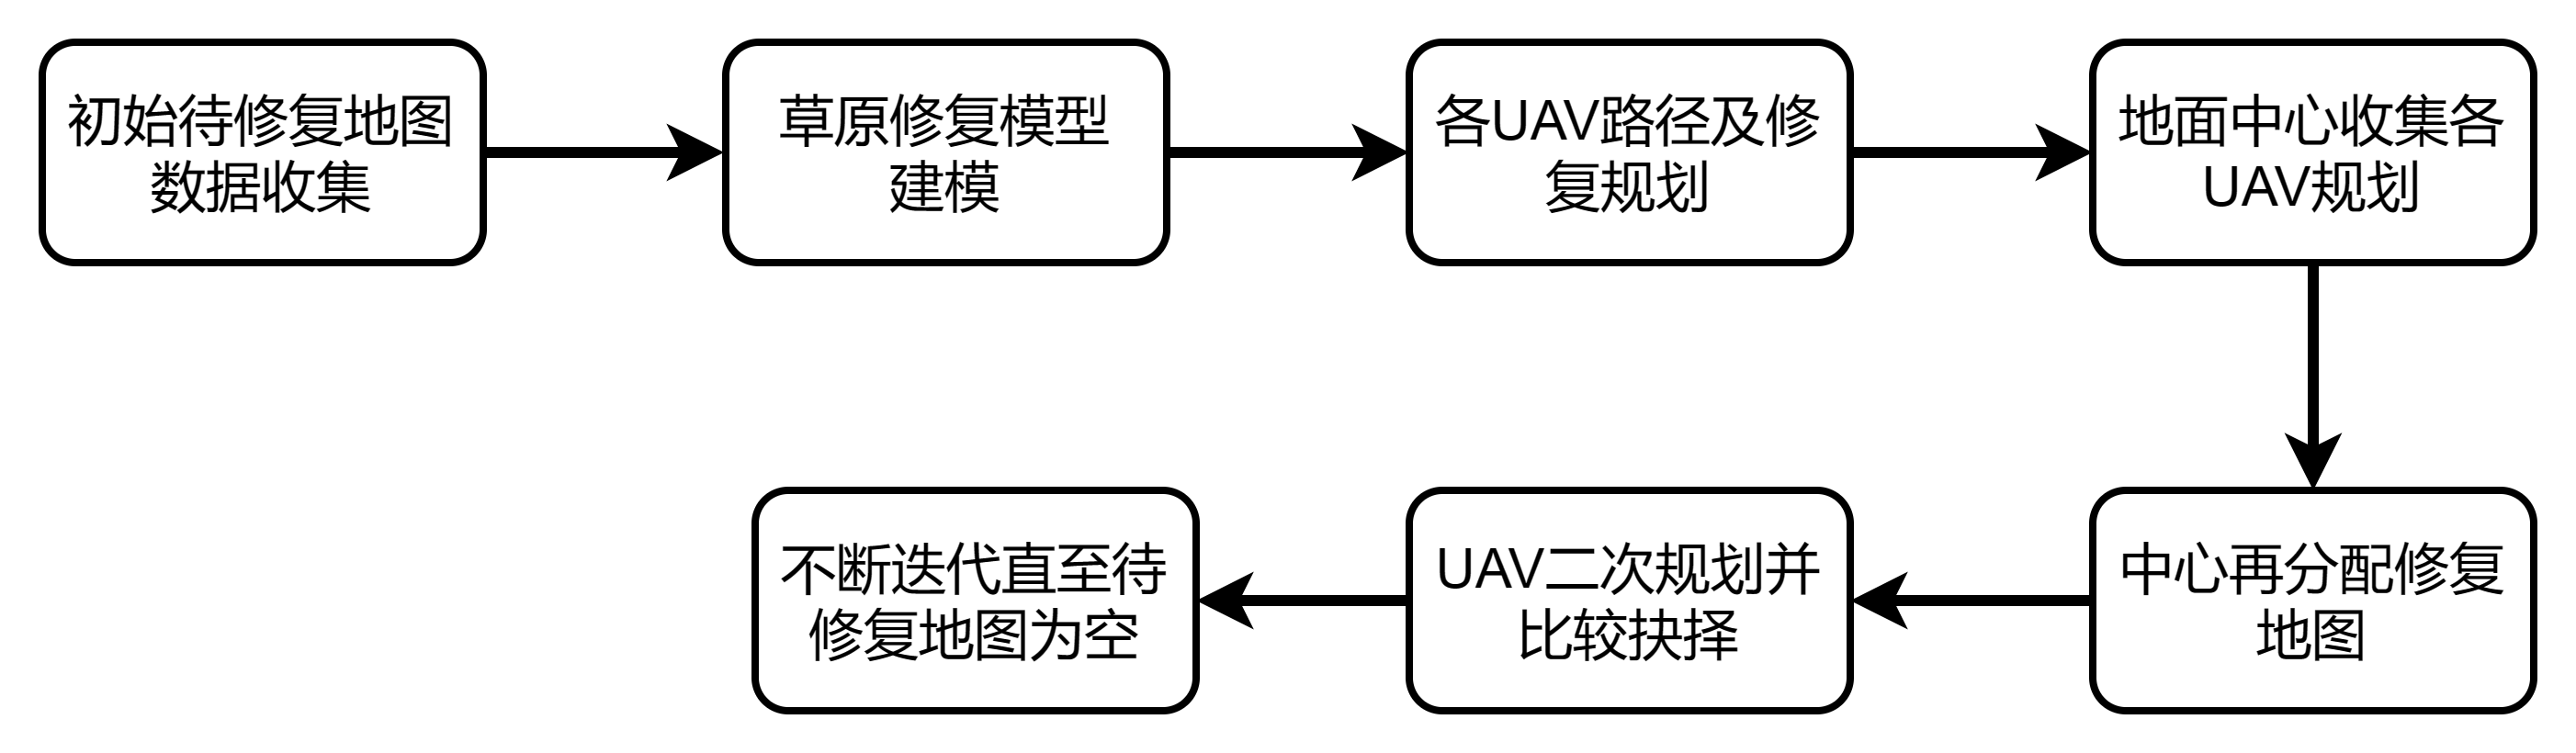 初始待修复地图
数据收集
草原修复模型
建模
各UAV路径及修
复规划
地面中心收集各
UAV规划
中心再分配修复
地图
UAV二次规划并
比较抉择
不断迭代直至待
修复地图为空